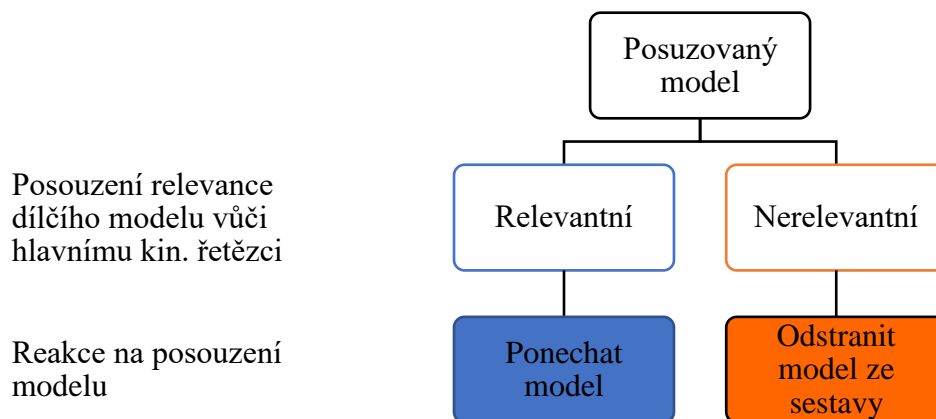 Posuzovaný
model
Posouzení relevance
dílčího modelu vůči
hlavnímu kin. řetězci
Relevantní
Nerelevantní
Reakce na posouzení
modelu
Ponechat
model
Odstranit
model ze
sestavy